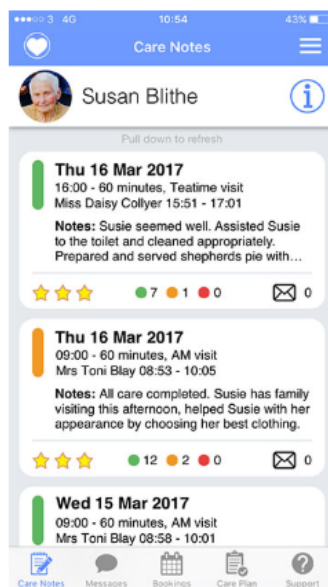 3 4G 10:54 43%
Care Notes
Susan Blithe
i
Pull down to refresh
Thu 16 Mar 2017
16:00 - 60 minutes, Teatime visit
Miss Daisy Collyer 15:51 - 17:01
Notes: Susie seemed well. Assisted Susie
to the toilet and cleaned appropriately.
Prepared and served shepherds pie with...
7 1 0 0
Thu 16 Mar 2017
09:00 - 60 minutes, AM visit
Mrs Toni Blay 08:53 - 10:05
Notes: All care completed. Susie has family
visiting this afternoon, helped Susie with her
appearance by choosing her best clothing.
12 2 0 0
Wed 15 Mar 2017
09:00 - 60 minutes, AM visit
Mrs Toni Blay 08:58 - 10:01
Care Notes Messages Bookings Care Plan Support